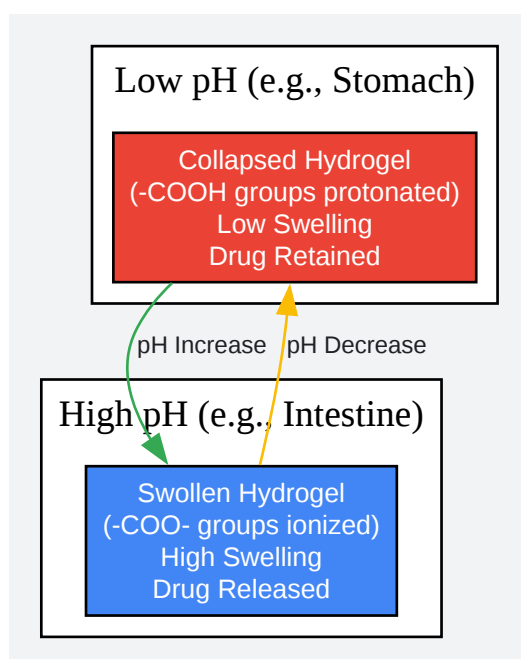 Low pH (e.g., Stomach)
Collapsed Hydrogel
(-COOH groups protonated)
Low Swelling
Drug Retained
pH Increase
pH Decrease
High pH (e.g., Intestine)
Swollen Hydrogel
(-COO- groups ionized)
High Swelling
Drug Released